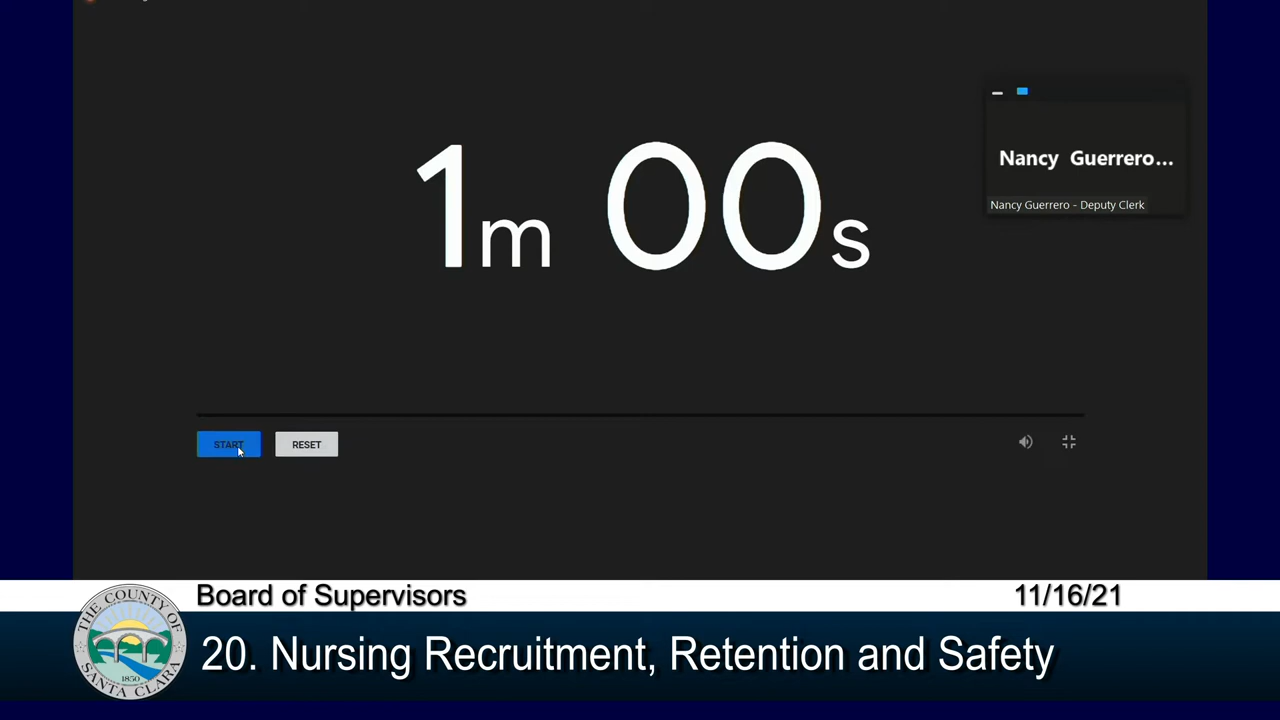 1m 00s
Nancy Guerrero...
Nancy Guerrero - Deputy Clerk
START
RESET
Board of Supervisors
11/16/21
20. Nursing Recruitment, Retention and Safety
THE COUNTY OF
SANTA CLARA
1850